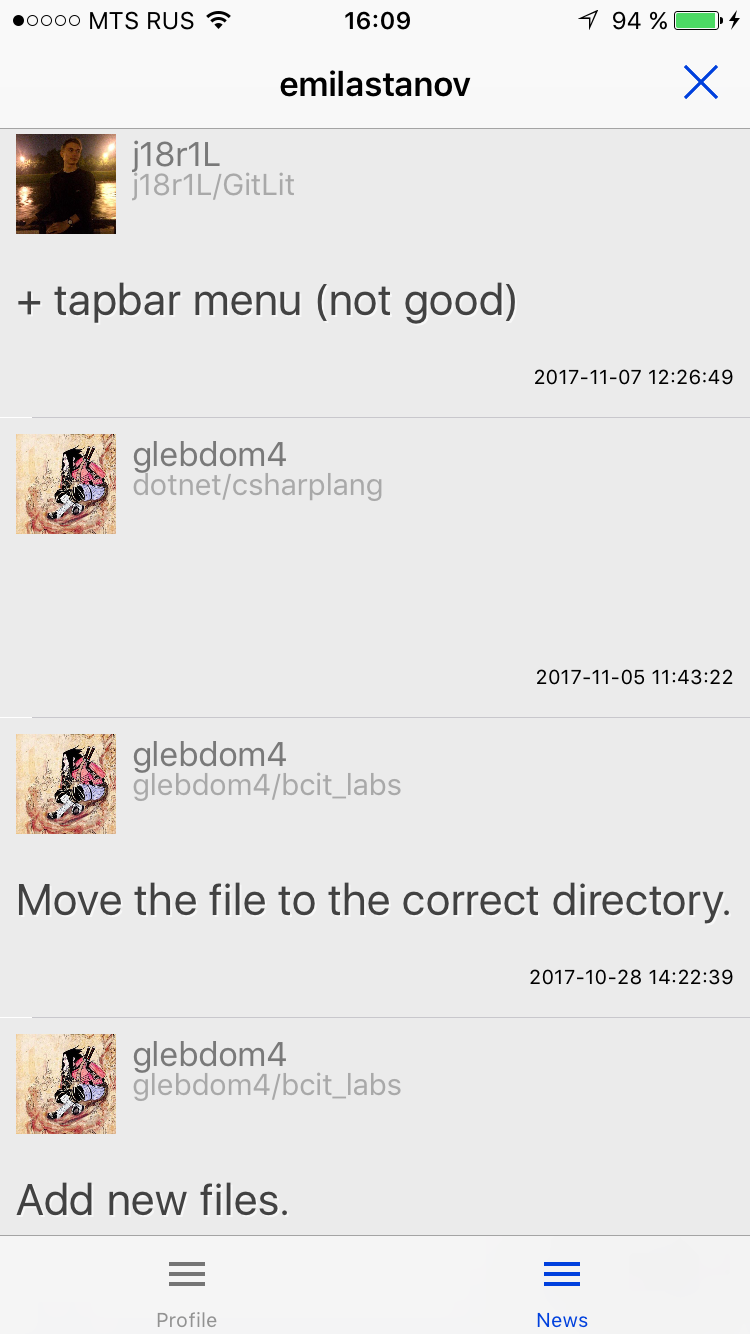 MTS RUS 16:09 94 %
emilastanov
j18r1L
j18r1L/GitLit
+ tapbar menu (not good)
2017-11-07 12:26:49
glebdom4
dotnet/csharplang
2017-11-05 11:43:22
glebdom4
glebdom4/bcit_labs
Move the file to the correct directory.
2017-10-28 14:22:39
glebdom4
glebdom4/bcit_labs
Add new files.
Profile News